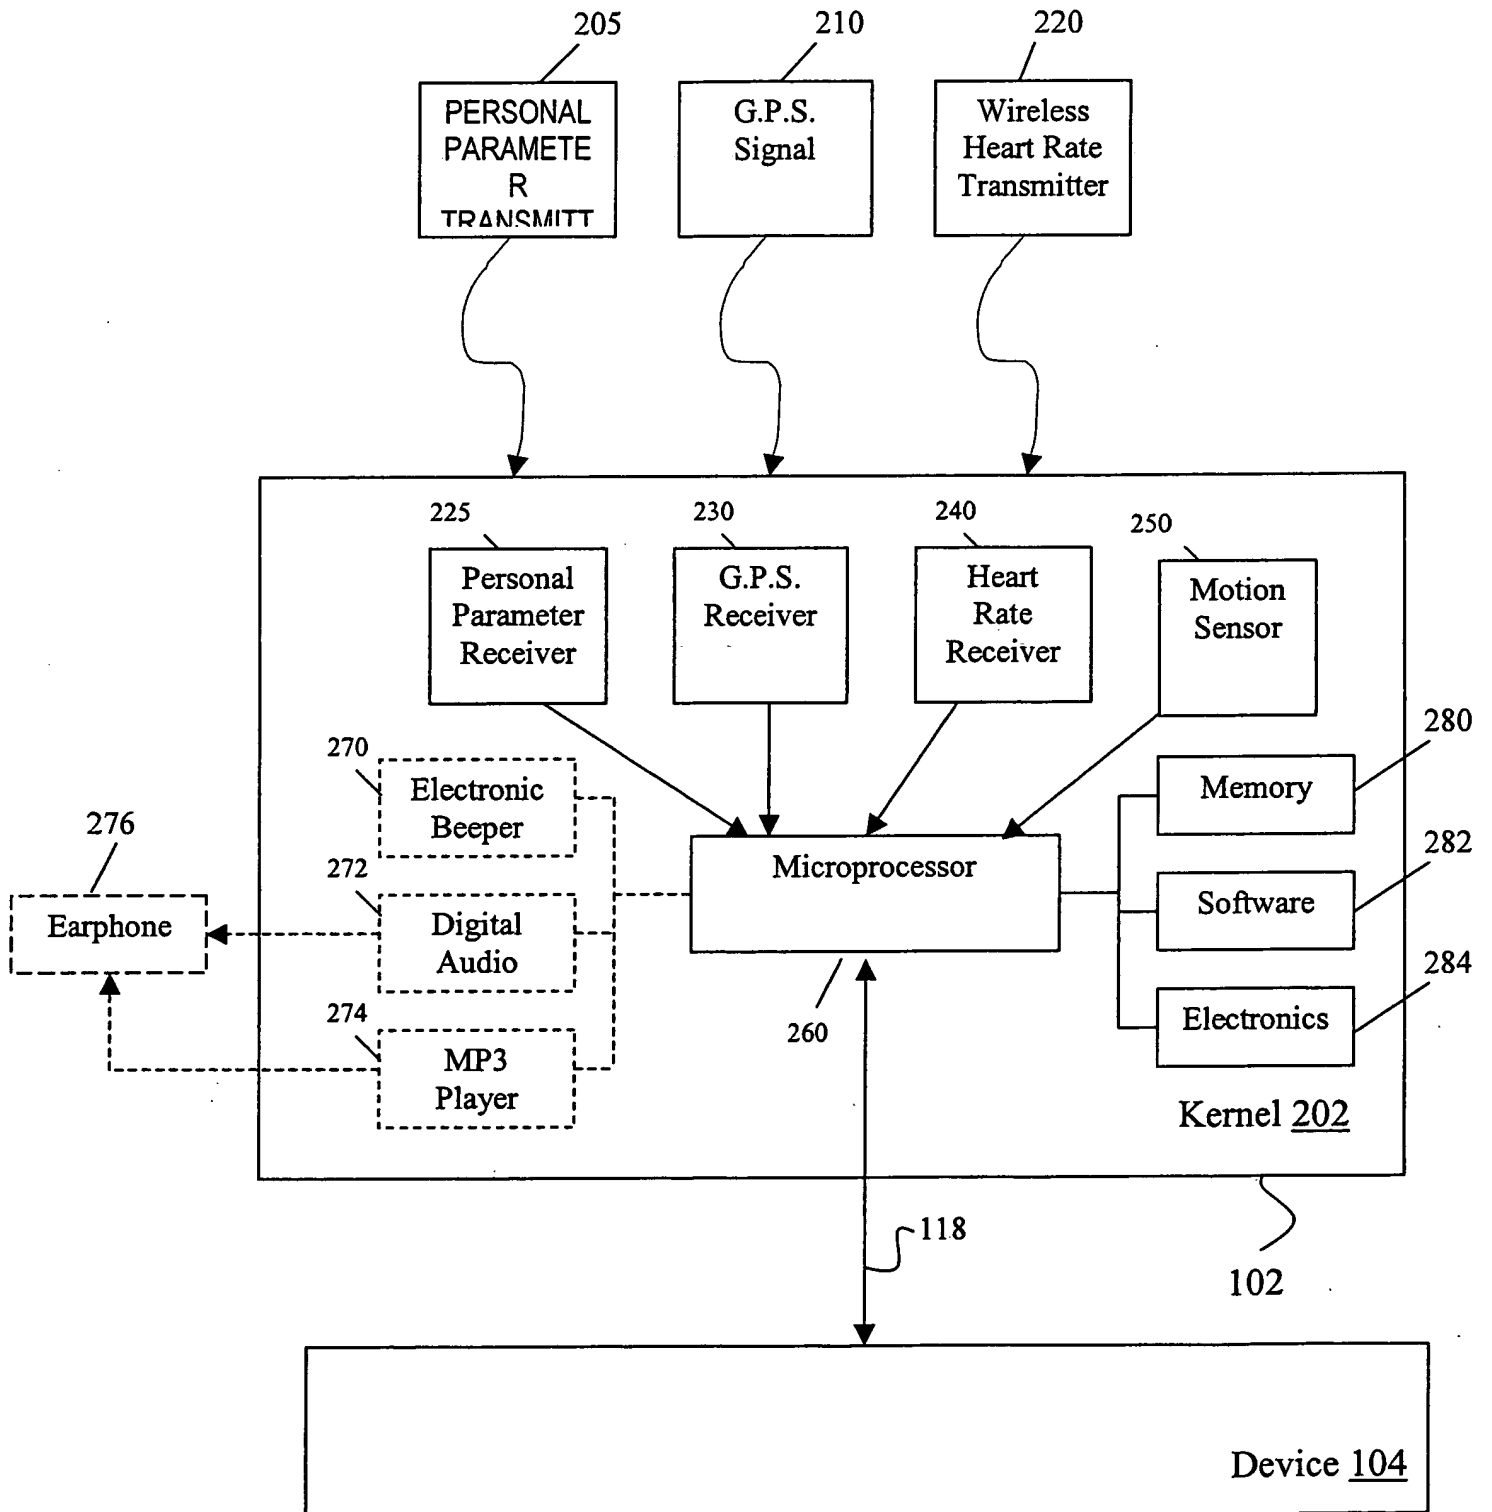 205
210
220
PERSONAL
PARAMETE
R
TRANSMITT
G.P.S.
Signal
Wireless
Heart Rate
Transmitter
225
230
240
250
Personal
Parameter
Receiver
G.P.S.
Receiver
Heart
Rate
Receiver
Motion
Sensor
270
Electronic
Beeper
276
Earphone
272
Digital
Audio
274
MP3
Player
Microprocessor
260
280
Memory
282
Software
284
Electronics
Kernel 202
118
102
Device 104